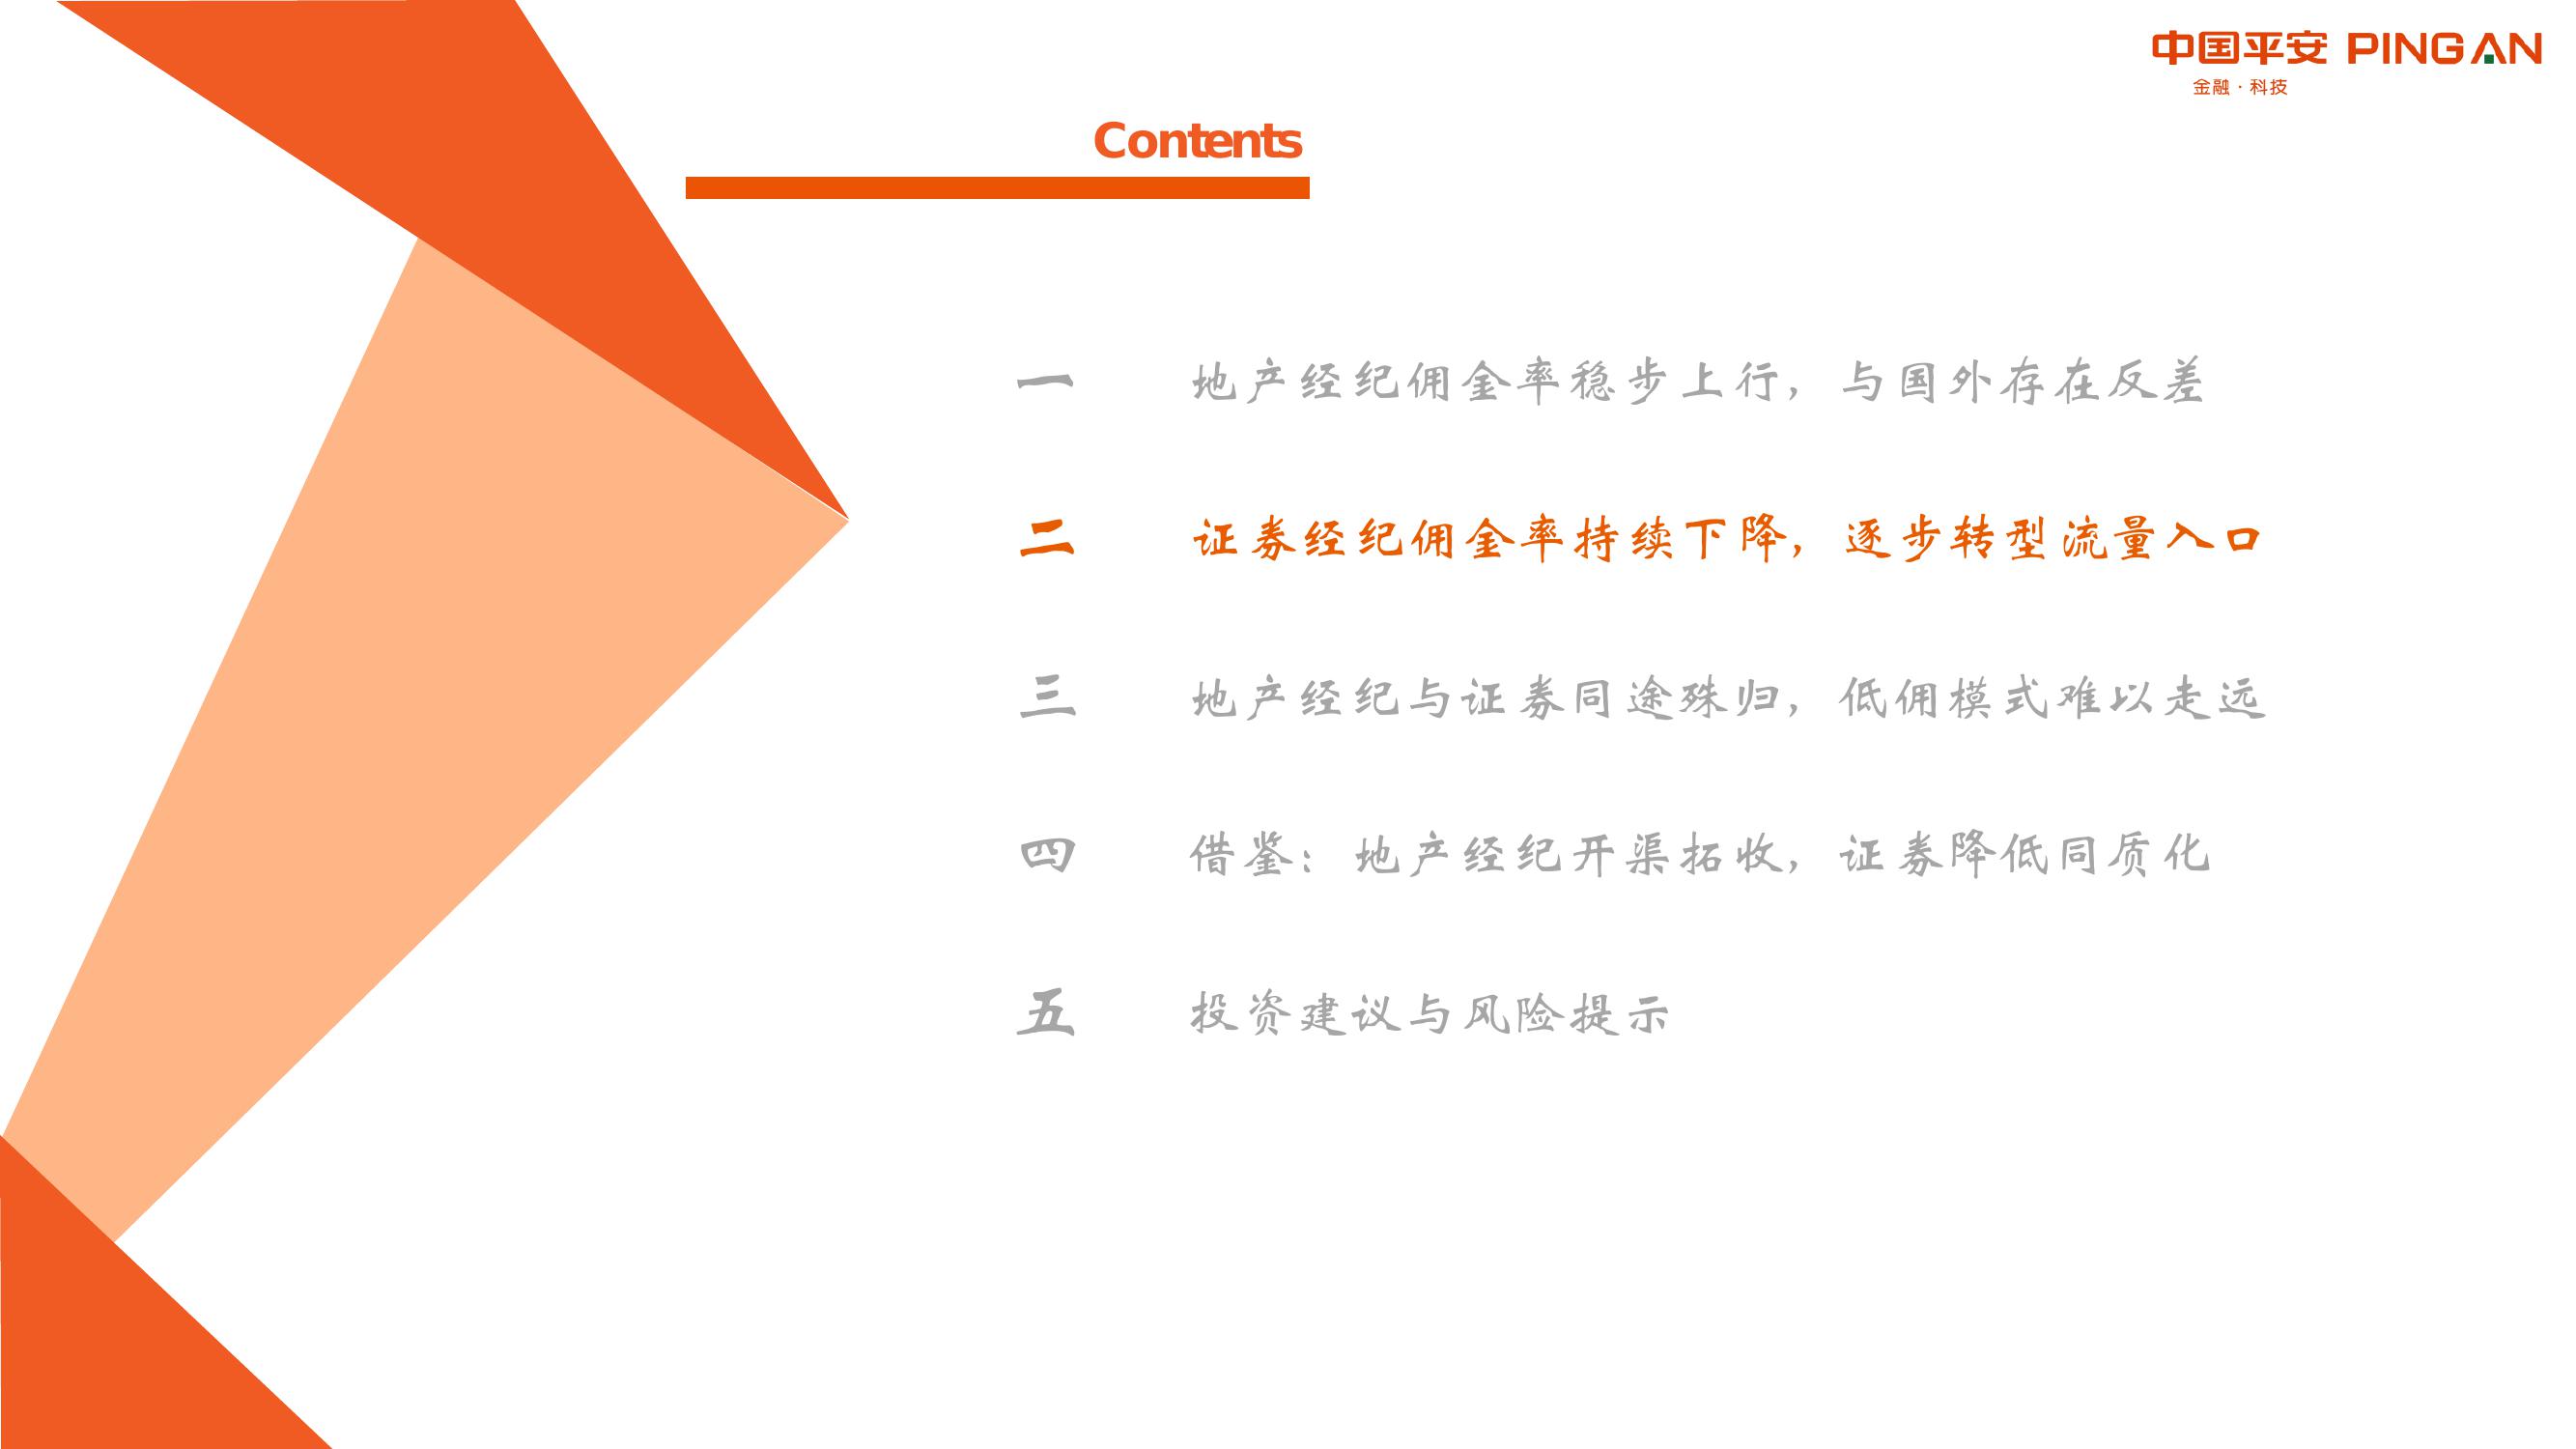 中国平安 PINGAN
金融·科技
Contents
一 地产经纪佣金率稳步上行，与国外存在反差
二 证券经纪佣金率持续下降，逐步转型流量入口
三 地产经纪与证券同途殊归，低佣模式难以走远
四 借鉴：地产经纪开渠拓收，证券降低同质化
五 投资建议与风险提示